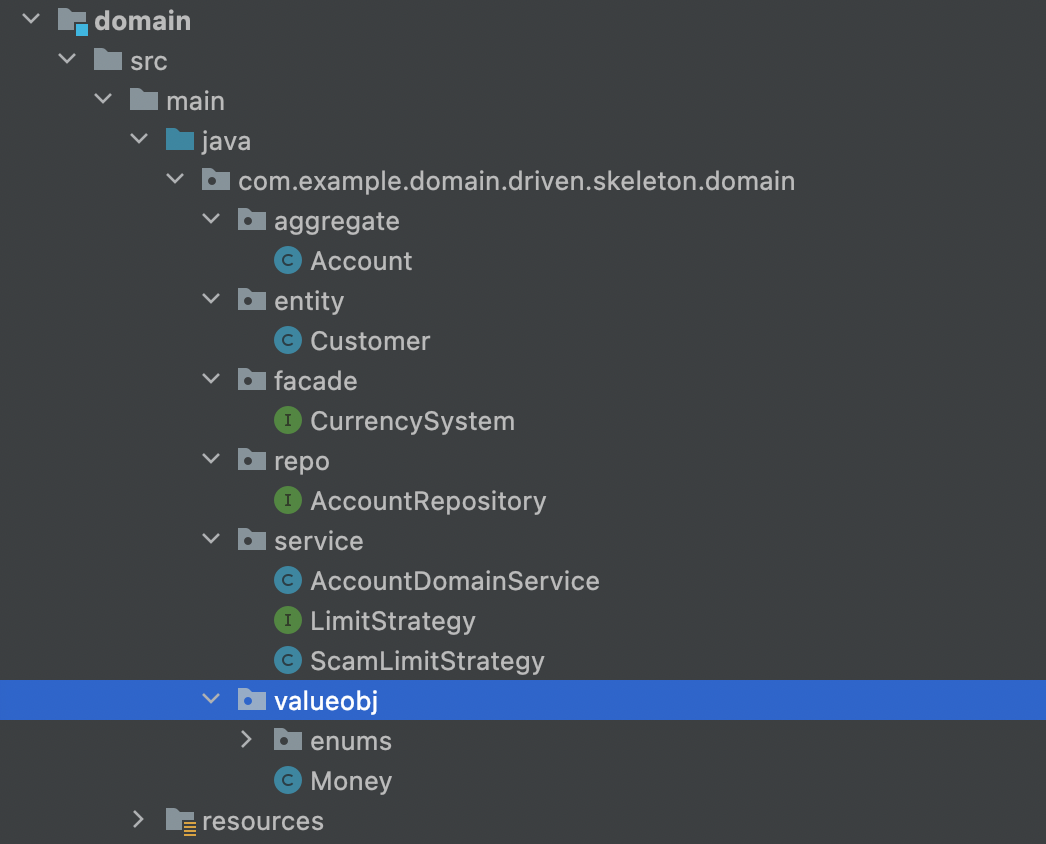 domain
src
main
java
com.example.domain.driven.skeleton.domain
aggregate
C Account
entity
C Customer
facade
I CurrencySystem
repo
I AccountRepository
service
C AccountDomainService
I LimitStrategy
C ScamLimitStrategy
valueobj
enums
C Money
resources